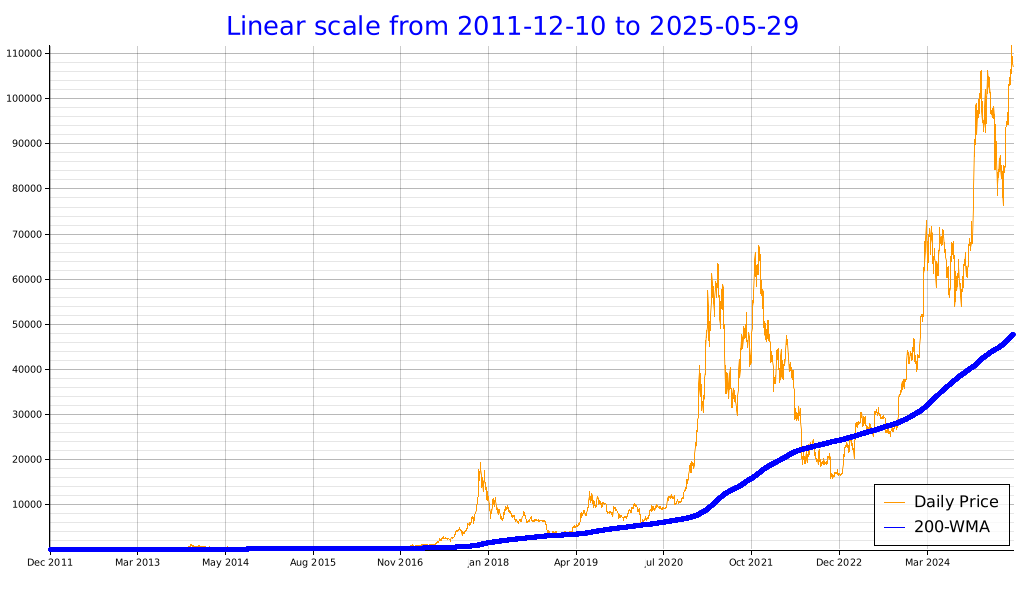 Linear scale from 2011-12-10 to 2025-05-29
110000
100000
90000
80000
70000
60000
50000
40000
30000
20000
10000
Dec 2011 Mar 2013 May 2014 Aug 2015 Nov 2016 Jan 2018 Apr 2019 Jul 2020 Oct 2021 Dec 2022 Mar 2024
Daily Price
200-WMA